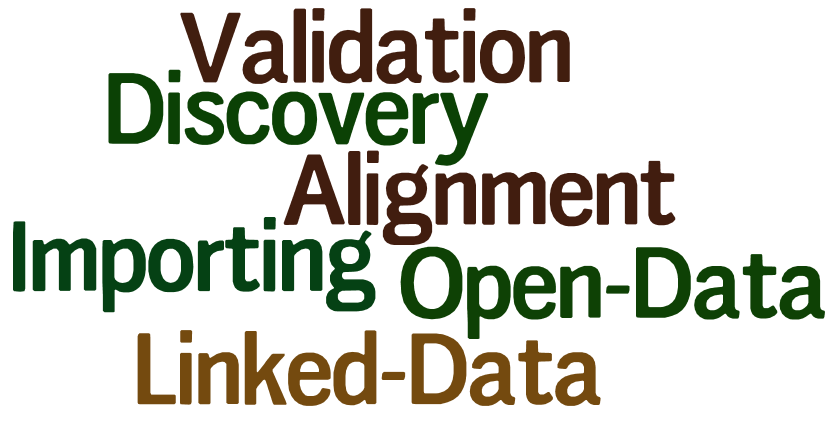 Validation
Discovery
Alignment
Importing
Open-Data
Linked-Data